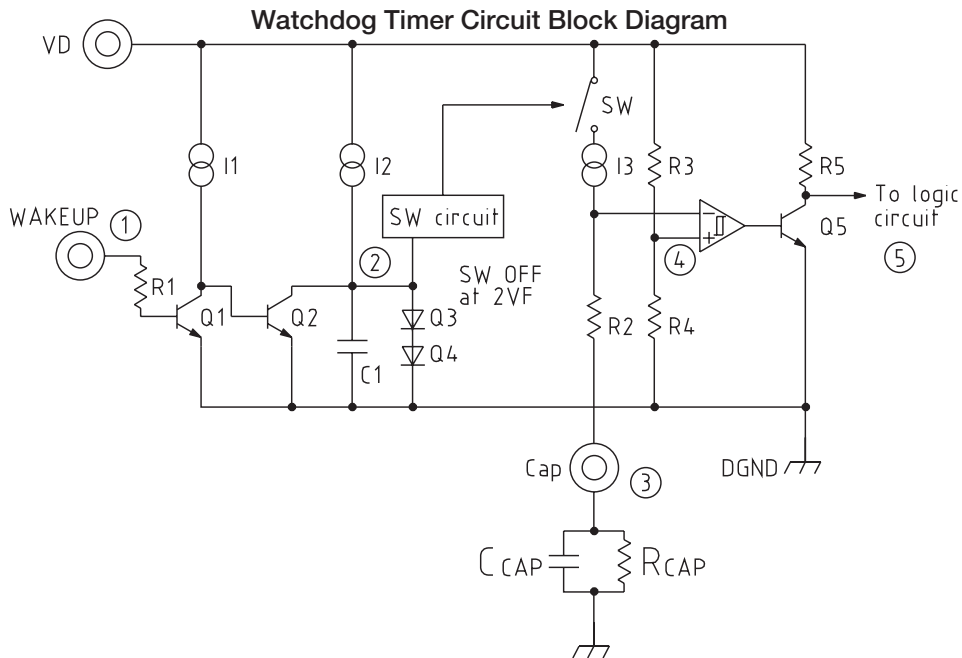 Watchdog Timer Circuit Block Diagram
VD
SW
I1
I2
I3
R3
R5
SW circuit
To logic
circuit
⑤
WAKEUP ①
R1
Q1
Q2
②
SW OFF
at 2VF
Q3
Q4
C1
R2
R4
④
Q5
Cap
③
DGND
CCAP
RCAP